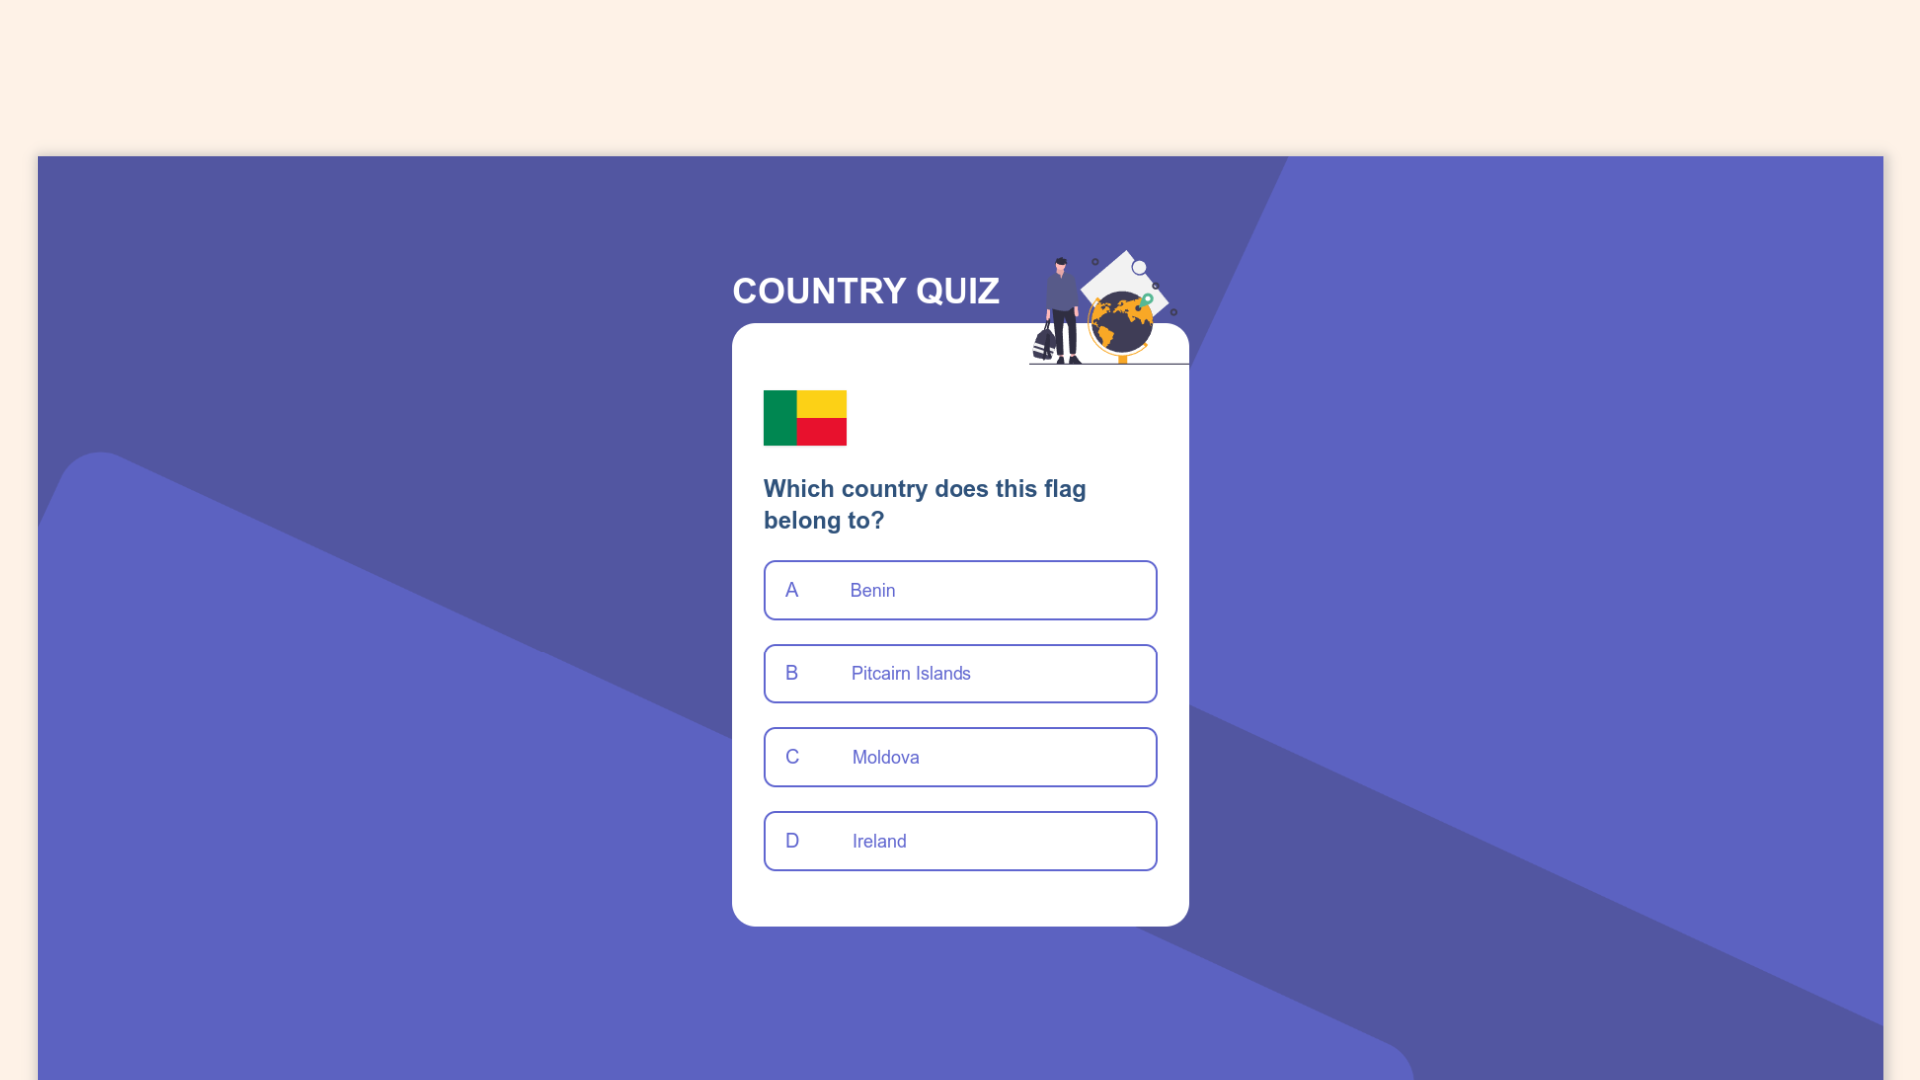 COUNTRY QUIZ
Which country does this flag
belong to?
A Benin
B Pitcairn Islands
C Moldova
D Ireland